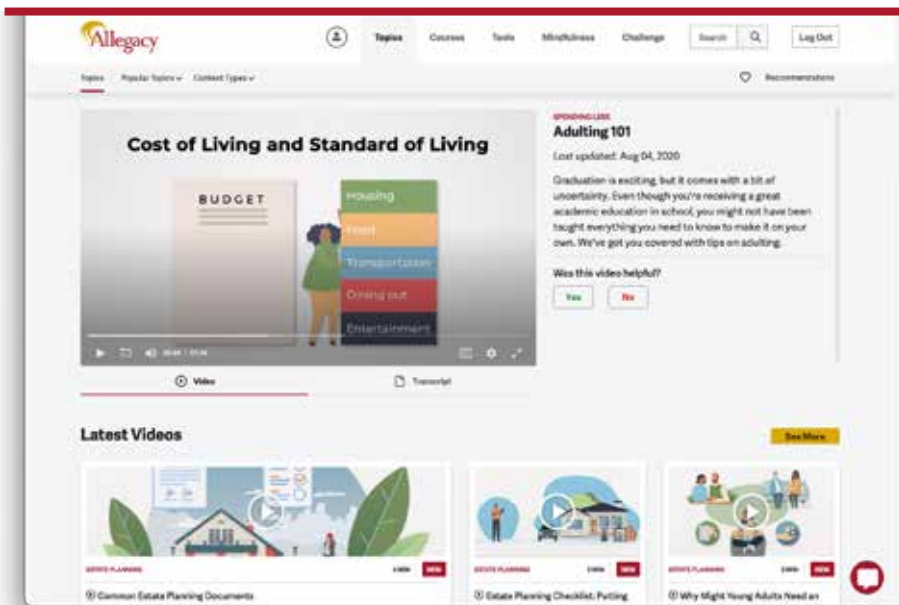 Allegacy
Topics Courses Tools Mindfulness Challenge Search Log Out
Topics Popular Topics Content Types Recommendations
Cost of Living and Standard of Living
BUDGET
Housing
Food
Transportation
Dining out
Entertainment
SPENDING LESS
Adulting 101
Last updated: Aug 04, 2020
Graduation is exciting, but it comes with a bit of
uncertainty. Even though you're receiving a great
academic education in school, you might not have been
taught everything you need to know to make it on your
own. We've got you covered with tips on adulting.
Was this video helpful?
Yes No
Video Transcript
Latest Videos See More
ESTATE PLANNING NEW
Common Estate Planning Documents
ESTATE PLANNING NEW
Estate Planning Checklist: Putting
ESTATE PLANNING NEW
Why Might Young Adults Need an